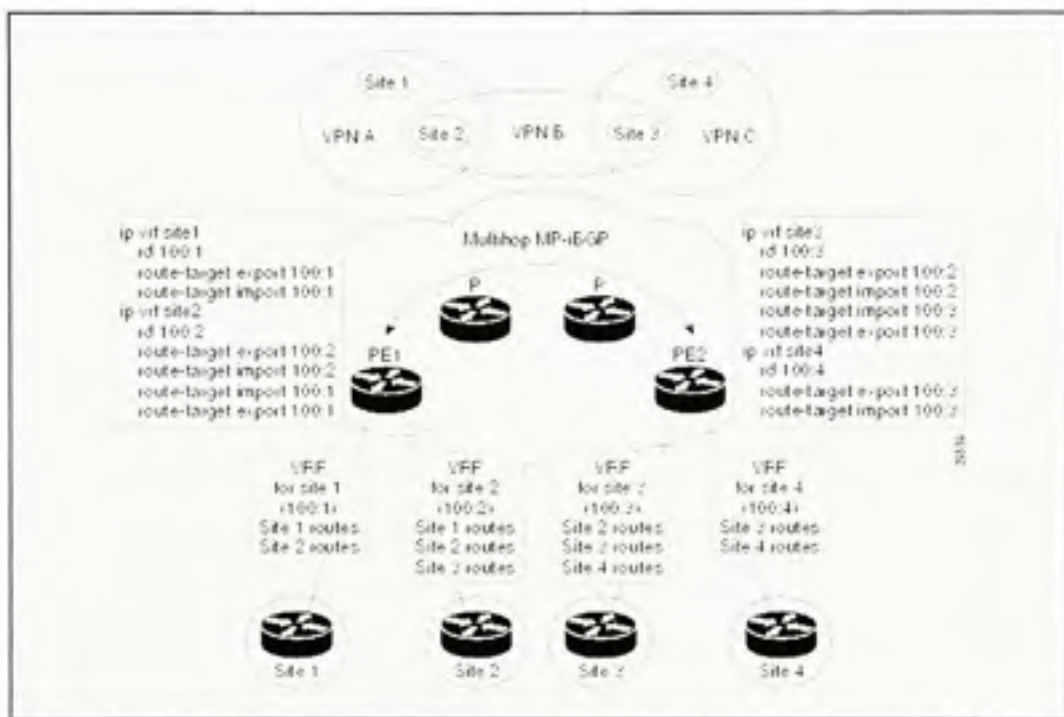 Site 1
Site 4
VPN A
Site 2
VPN B
Site 3
VPN C
Multihop MP-iBGP
ip vrf site1
rd 100:1
route-target export 100:1
route-target import 100:1
ip vrf site2
rd 100:2
route-target export 100:2
route-target import 100:2
route-target import 100:1
route-target export 100:1
P
P
PE1
PE2
ip vrf site3
rd 100:3
route-target export 100:2
route-target import 100:2
route-target import 100:3
route-target export 100:3
ip vrf site4
rd 100:4
route-target export 100:3
route-target import 100:3
VRF
for site 1
(100:1)
Site 1 routes
Site 2 routes
VRF
for site 2
(100:2)
Site 1 routes
Site 2 routes
Site 3 routes
VRF
for site 3
(100:3)
Site 2 routes
Site 3 routes
Site 4 routes
VRF
for site 4
(100:4)
Site 3 routes
Site 4 routes
Site 1
Site 2
Site 3
Site 4